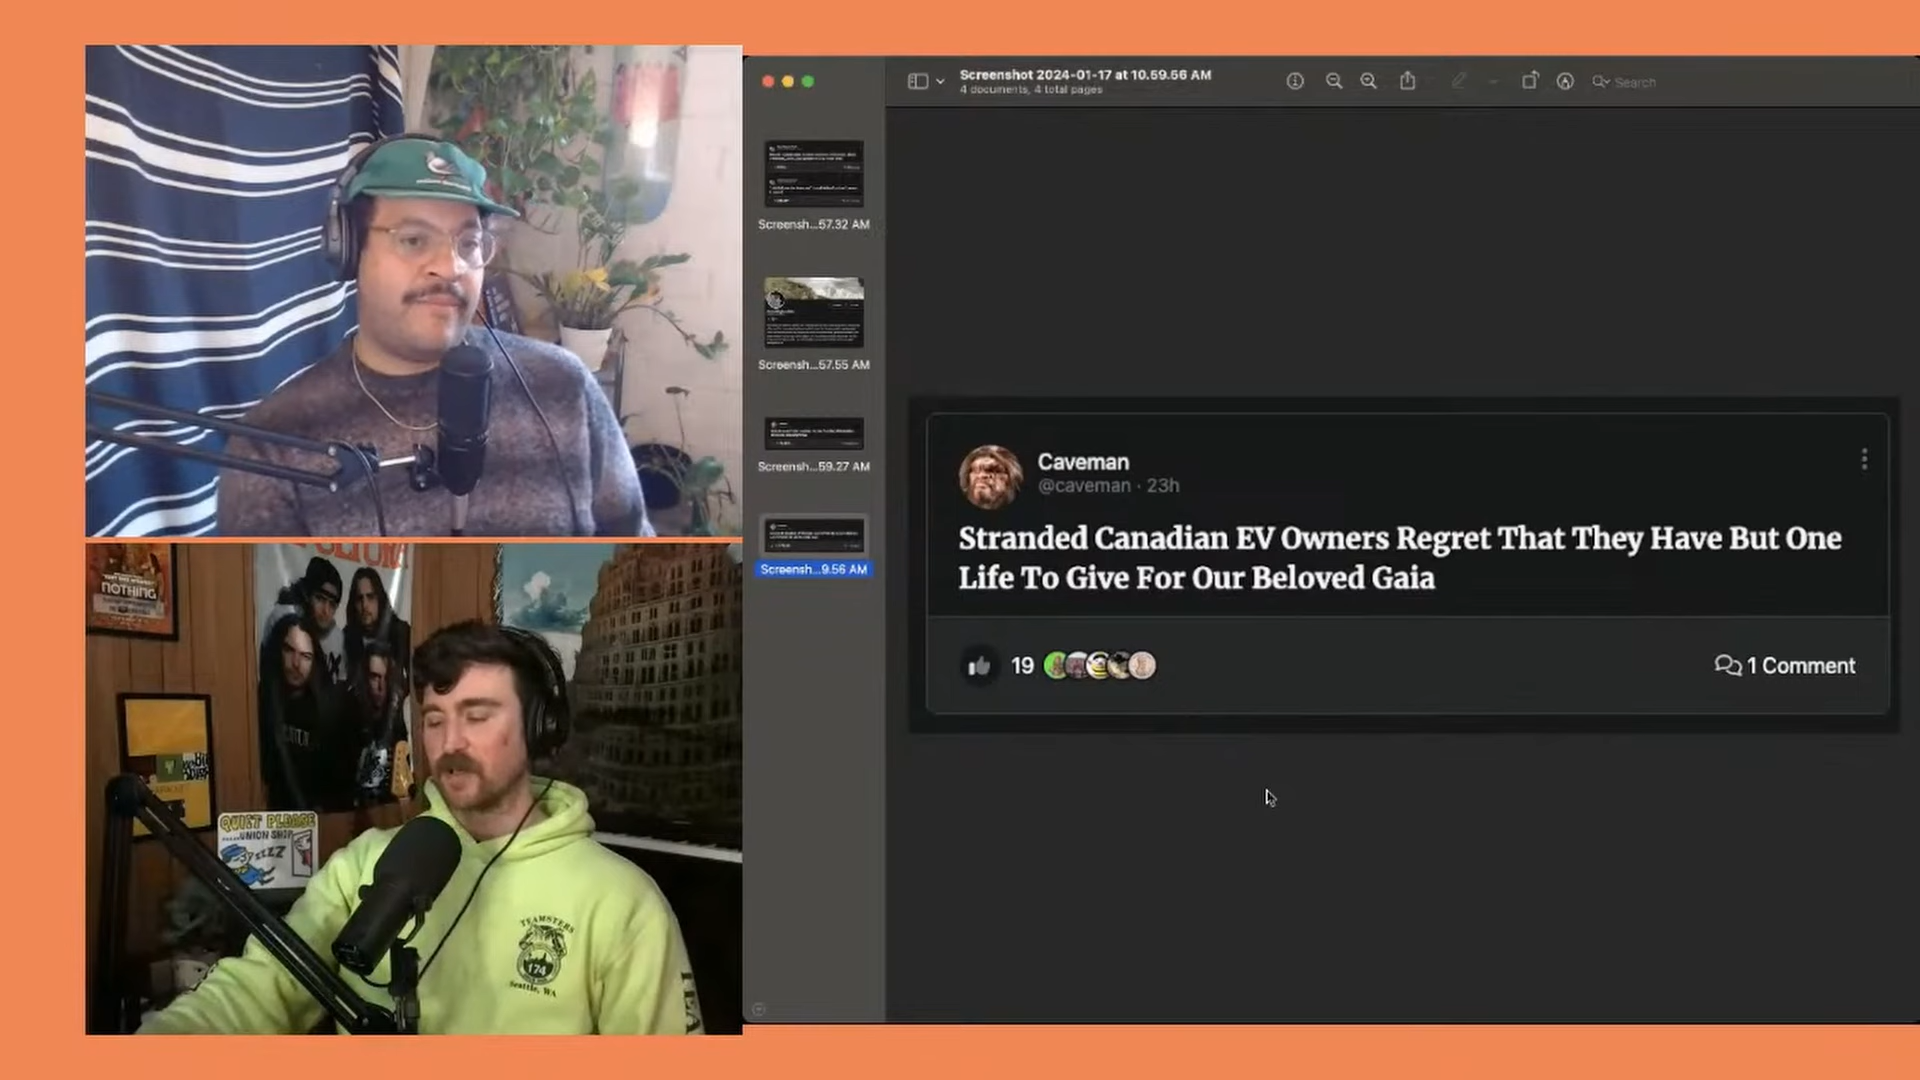 Screenshot 2024-01-17 at 10.59.56 AM
4 documents, 4 total pages
Search
Screensh...57.32 AM
Screensh...57.55 AM
Screensh...59.27 AM
Screensh...9.56 AM
Caveman
@caveman · 23h
Stranded Canadian EV Owners Regret That They Have But One
Life To Give For Our Beloved Gaia
19
1 Comment
NOTHING
QUIET PLEASE
UNION SHOP
ZZZ
TEAMSTERS
174
Seattle, WA